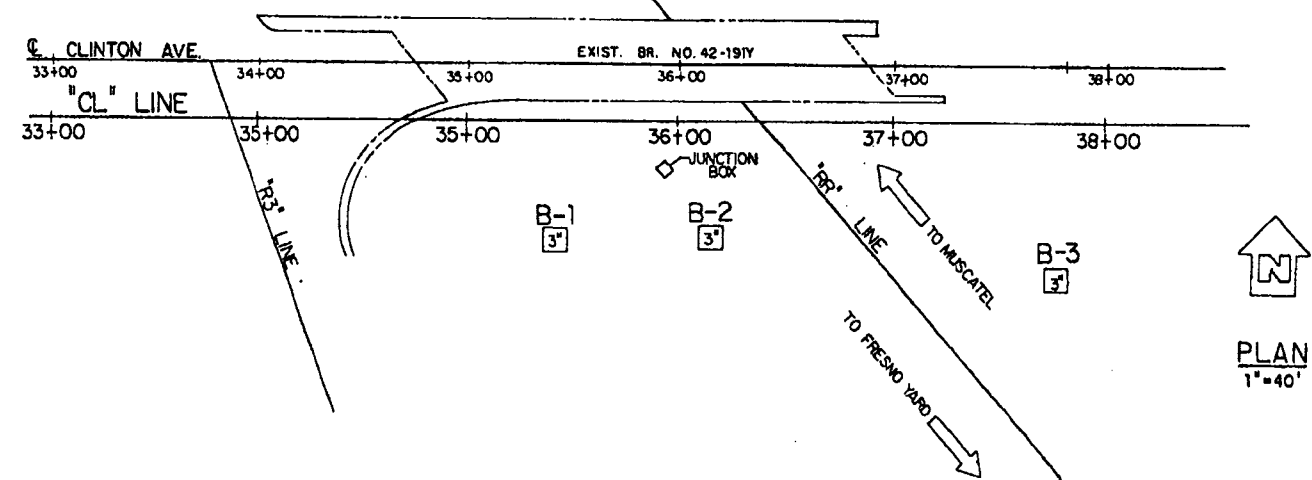 ℄ CLINTON AVE.
EXIST. BR. NO. 42-191Y
33+00 34+00 35+00 36+00 37+00 38+00
"CL" LINE
33+00 35+00 35+00 36+00 37+00 38+00
JUNCTION
BOX
"R3" LINE
"RR" LINE
B-1
3"
B-2
3"
B-3
3"
TO MUSCATEL
TO FRESNO YARD
N
PLAN
1"=40'